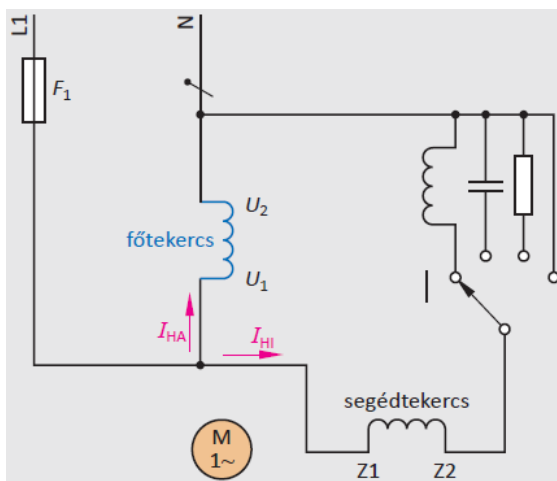 L1
N
F1
U2
főtekercs
U1
IHA
IHI
segédtekercs
M
1~
Z1
Z2